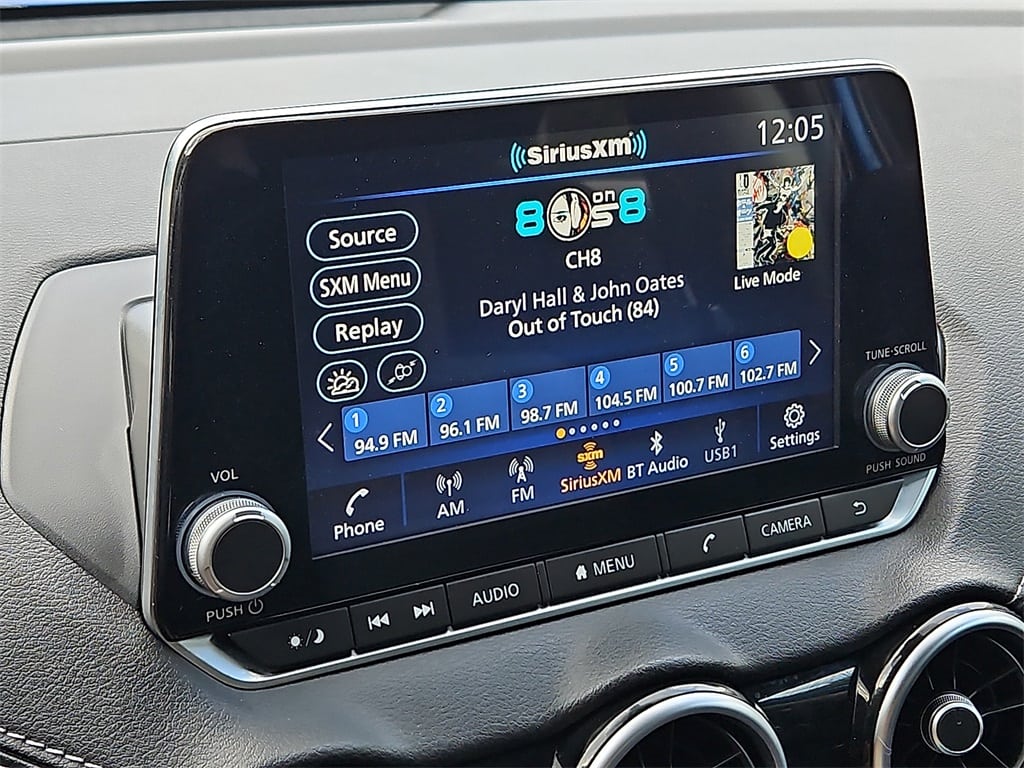 SiriusXM
12:05
Source
SXM Menu
Replay
8 on 8
CH8
Daryl Hall & John Oates
Out of Touch (84)
Live Mode
1 94.9 FM
2 96.1 FM
3 98.7 FM
4 104.5 FM
5 100.7 FM
6 102.7 FM
Phone
AM
FM
sxm
SiriusXM
BT Audio
USB1
Settings
VOL
PUSH
TUNE·SCROLL
PUSH SOUND
AUDIO
MENU
CAMERA